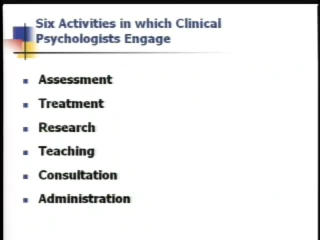 Six Activities in which Clinical
Psychologists Engage
Assessment
Treatment
Research
Teaching
Consultation
Administration